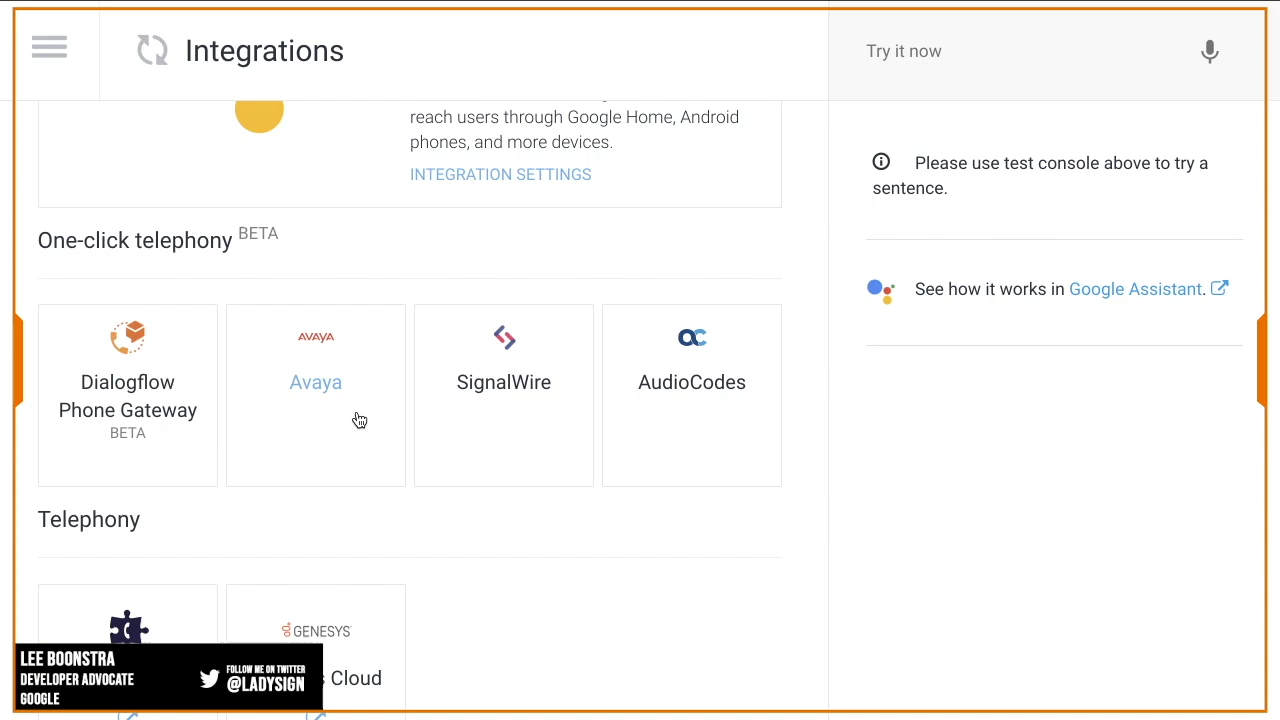 Integrations
Try it now
reach users through Google Home, Android
phones, and more devices.
INTEGRATION SETTINGS
Please use test console above to try a
sentence.
One-click telephony BETA
See how it works in Google Assistant.
AVAYA
Dialogflow
Phone Gateway
BETA
Avaya
SignalWire
AudioCodes
Telephony
GENESYS
Cloud
LEE BOONSTRA
DEVELOPER ADVOCATE
GOOGLE
FOLLOW ME ON TWITTER
@LADYSIGN